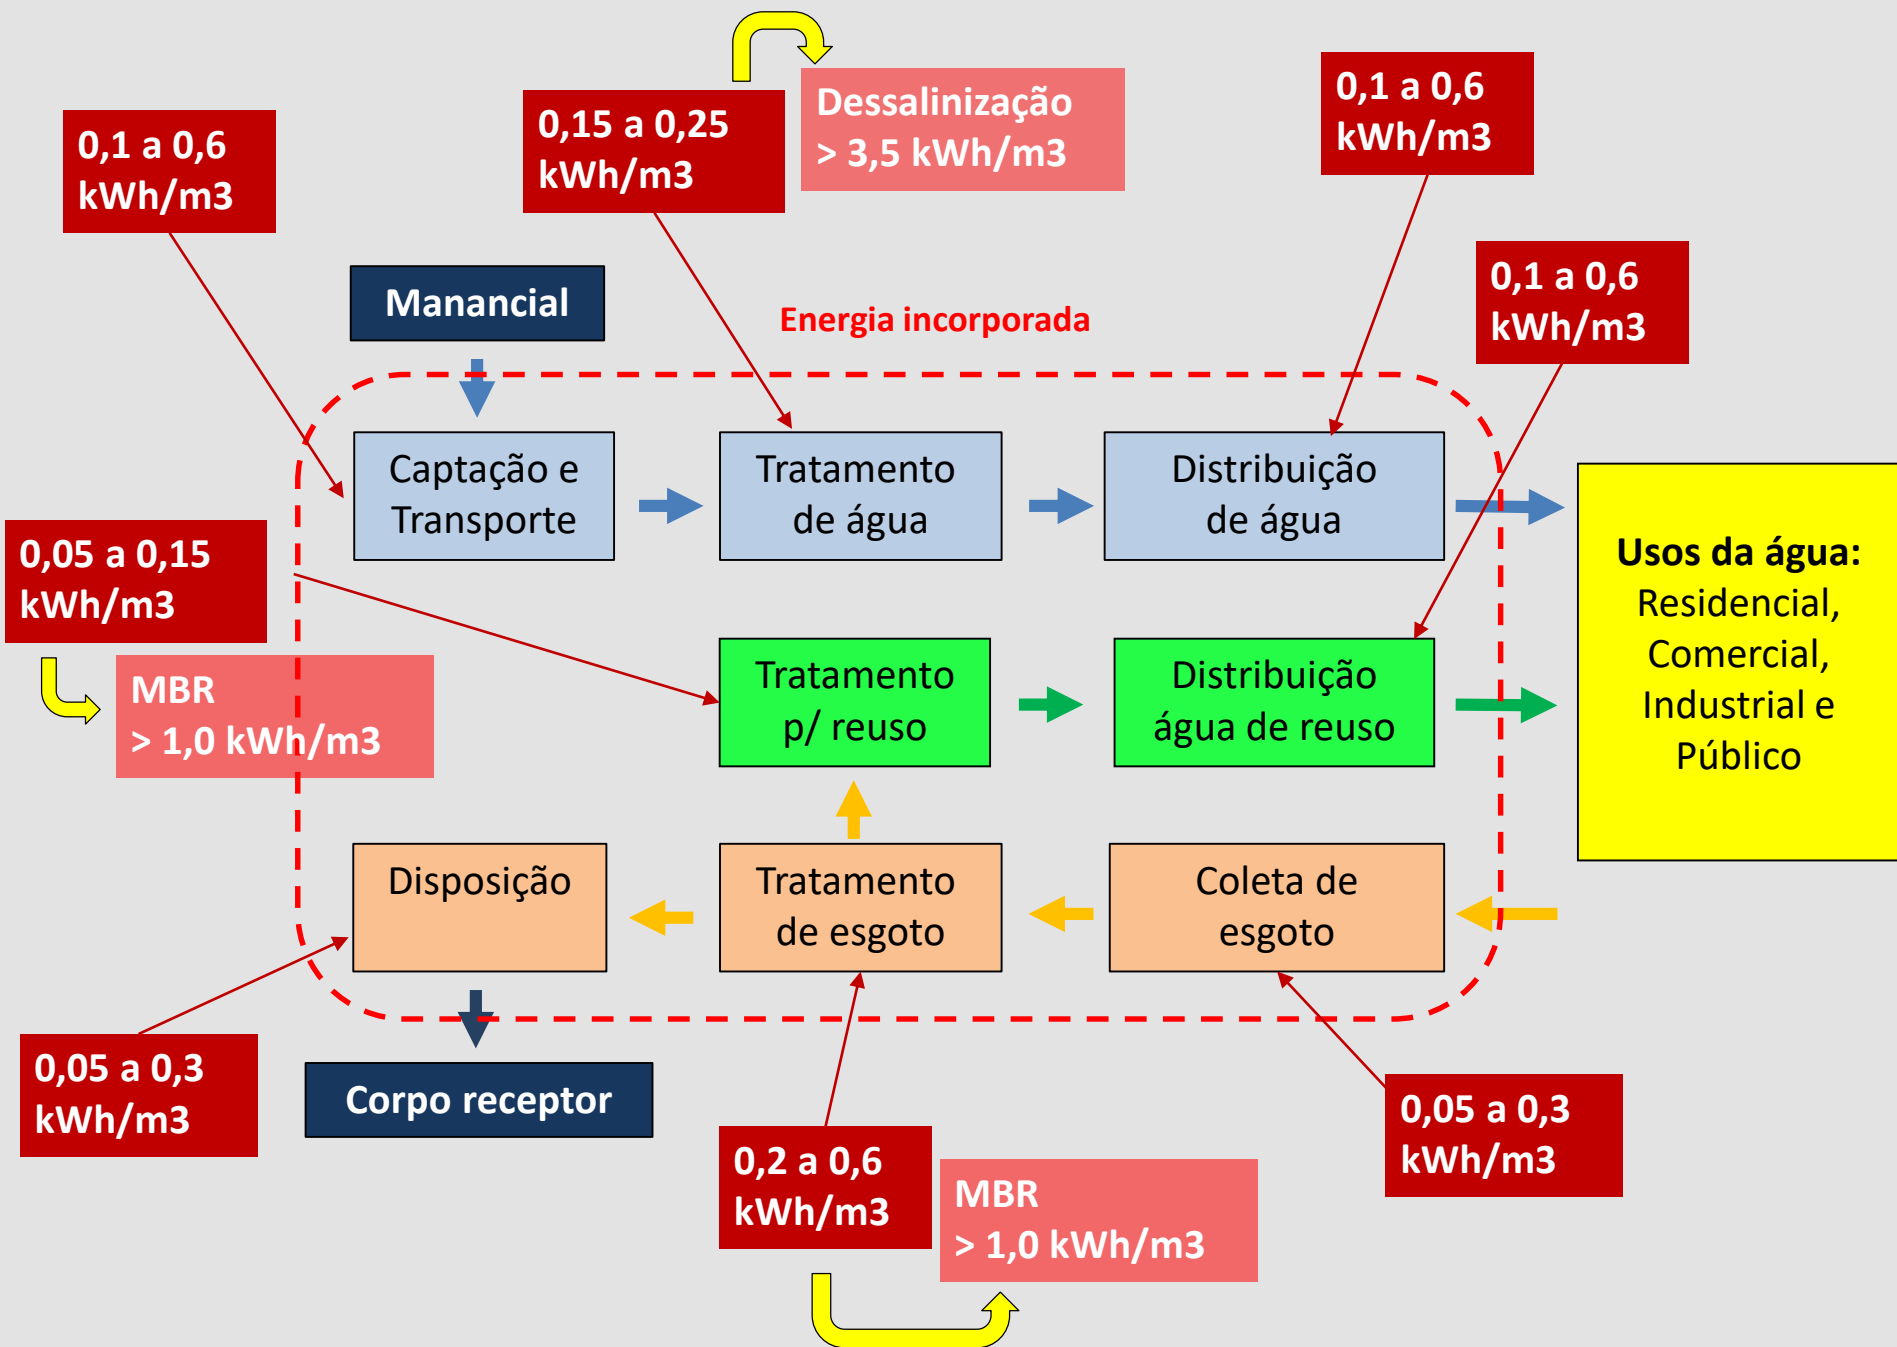 0,1 a 0,6
kWh/m3
0,15 a 0,25
kWh/m3
Dessalinização
> 3,5 kWh/m3
0,1 a 0,6
kWh/m3
0,1 a 0,6
kWh/m3
Manancial
Energia incorporada
Captação e
Transporte
Tratamento
de água
Distribuição
de água
Usos da água:
Residencial,
Comercial,
Industrial e
Público
0,05 a 0,15
kWh/m3
MBR
> 1,0 kWh/m3
Tratamento
p/ reuso
Distribuição
água de reuso
Disposição
Tratamento
de esgoto
Coleta de
esgoto
0,05 a 0,3
kWh/m3
Corpo receptor
0,2 a 0,6
kWh/m3
MBR
> 1,0 kWh/m3
0,05 a 0,3
kWh/m3